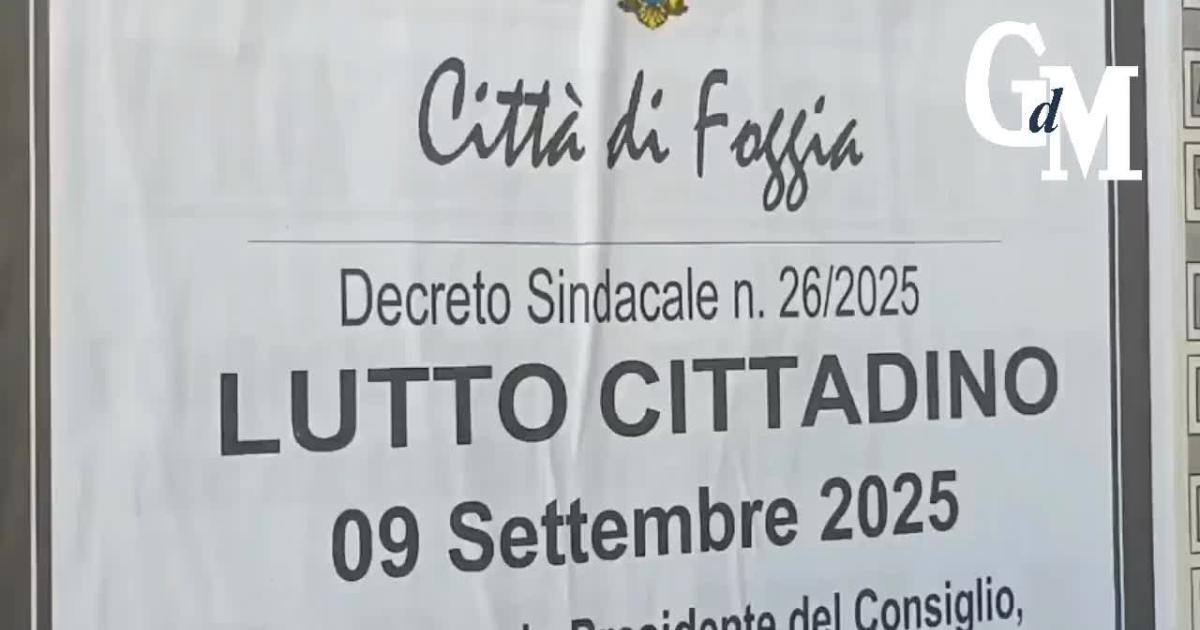 GdM
Città di Foggia
Decreto Sindacale n. 26/2025
LUTTO CITTADINO
09 Settembre 2025
Presidente del Consiglio,